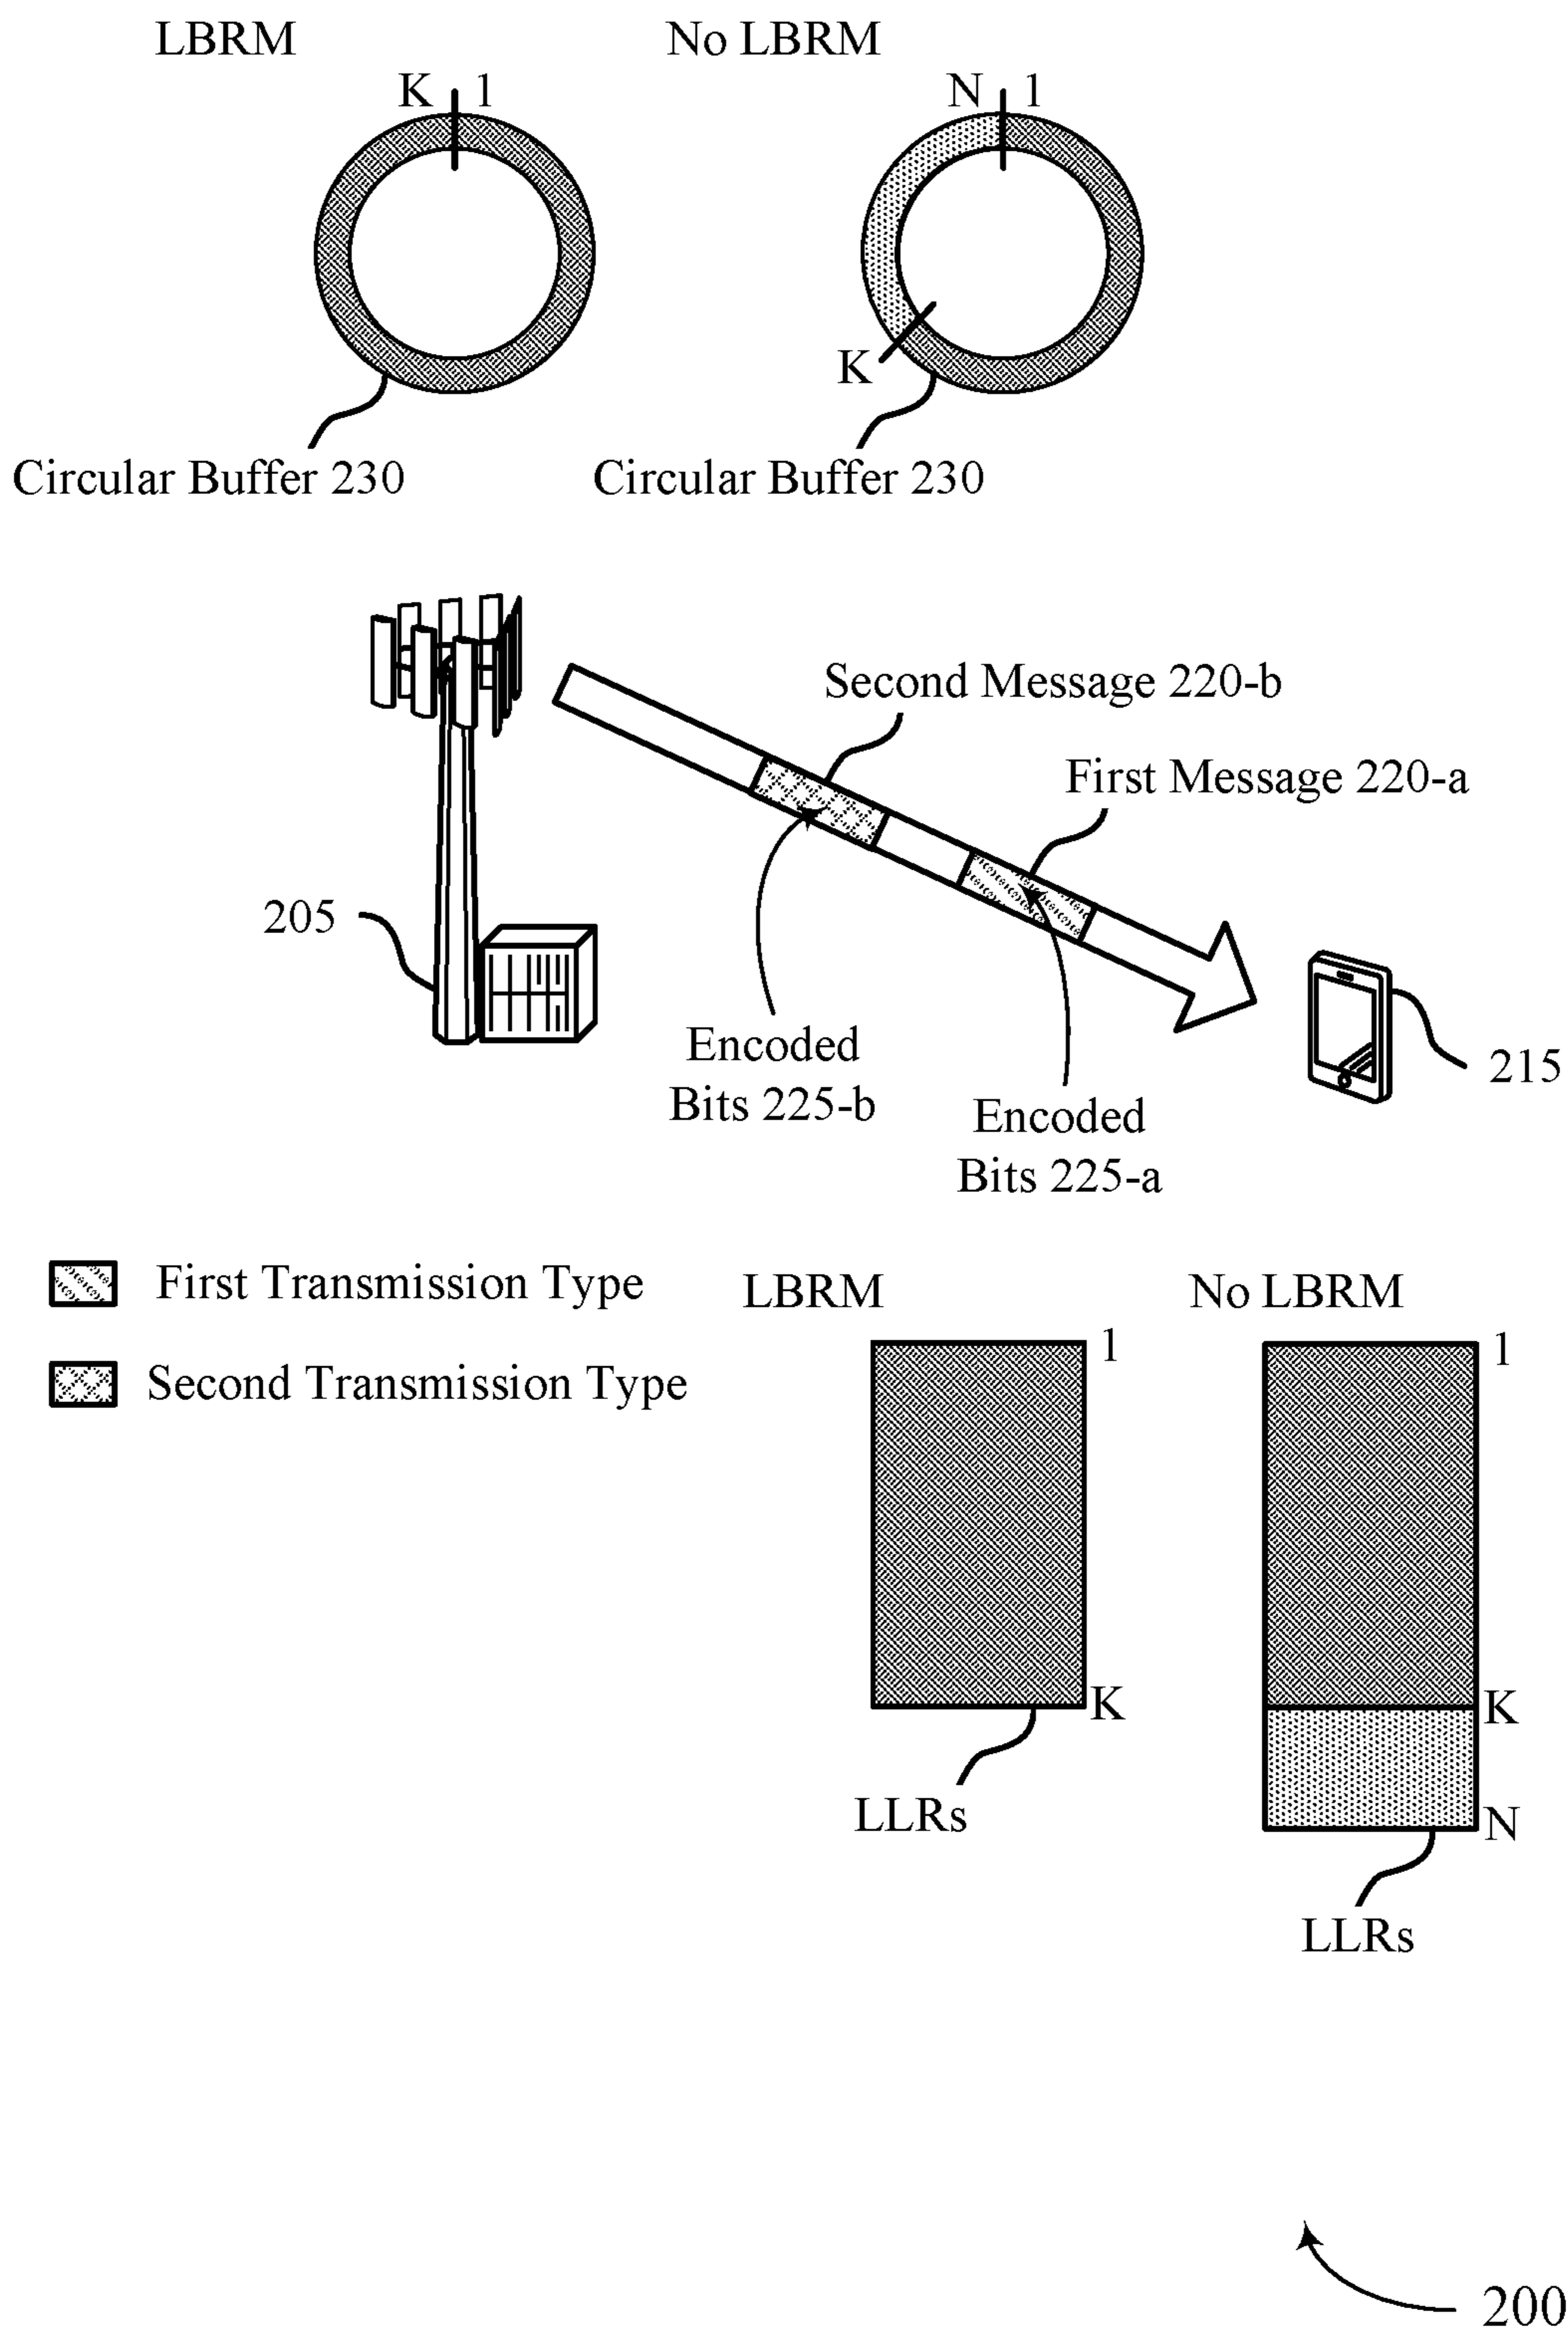 LBRM
No LBRM
K 1
N 1
K
Circular Buffer 230
Circular Buffer 230
Second Message 220-b
First Message 220-a
205
Encoded
Bits 225-b
Encoded
Bits 225-a
215
First Transmission Type
Second Transmission Type
LBRM
No LBRM
1
1
K
K
LLRs
N
LLRs
200